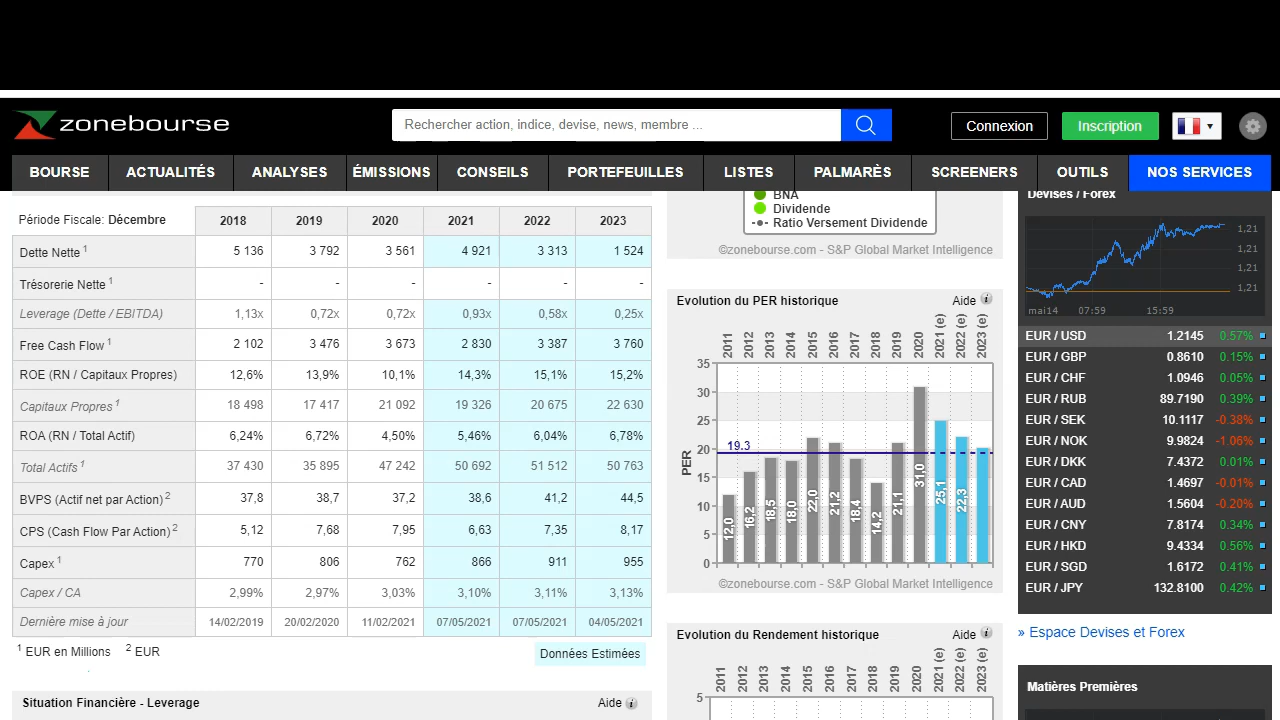 zonebourse
Rechercher action, indice, devise, news, membre ...
Connexion
Inscription
BOURSE ACTUALITÉS ANALYSES ÉMISSIONS CONSEILS PORTEFEUILLES LISTES PALMARÈS SCREENERS OUTILS NOS SERVICES
Période Fiscale: Décembre 2018 2019 2020 2021 2022 2023
Dette Nette 1 5 136 3 792 3 561 4 921 3 313 1 524
Trésorerie Nette 1 - - - - - -
Leverage (Dette / EBITDA) 1,13x 0,72x 0,72x 0,93x 0,58x 0,25x
Free Cash Flow 1 2 102 3 476 3 673 2 830 3 387 3 760
ROE (RN / Capitaux Propres) 12,6% 13,9% 10,1% 14,3% 15,1% 15,2%
Capitaux Propres 1 18 498 17 417 21 092 19 326 20 675 22 630
ROA (RN / Total Actif) 6,24% 6,72% 4,50% 5,46% 6,04% 6,78%
Total Actifs 1 37 430 35 895 47 242 50 692 51 512 50 763
BVPS (Actif net par Action) 2 37,8 38,7 37,2 38,6 41,2 44,5
CPS (Cash Flow Par Action) 2 5,12 7,68 7,95 6,63 7,35 8,17
Capex 1 770 806 762 866 911 955
Capex / CA 2,99% 2,97% 3,03% 3,10% 3,11% 3,13%
Dernière mise à jour 14/02/2019 20/02/2020 11/02/2021 07/05/2021 07/05/2021 04/05/2021
1 EUR en Millions 2 EUR
Données Estimées
Situation Financière - Leverage Aide
BNA
Dividende
Ratio Versement Dividende
©zonebourse.com - S&P Global Market Intelligence
Evolution du PER historique Aide
2011 2012 2013 2014 2015 2016 2017 2018 2019 2020 2021 (e) 2022 (e) 2023 (e)
35
30
25
20
15
10
5
0
PER
19.3
12,0 16,2 18,5 18,0 22,0 21,2 18,4 14,2 21,1 31,0 25,1 22,3
©zonebourse.com - S&P Global Market Intelligence
Evolution du Rendement historique Aide
2011 2012 2013 2014 2015 2016 2017 2018 2019 2020 2021 (e) 2022 (e) 2023 (e)
5
Devises / Forex
1,21
1,21
1,21
1,21
mai14 07:59 15:59
EUR / USD 1.2145 0.57%
EUR / GBP 0.8610 0.15%
EUR / CHF 1.0946 0.05%
EUR / RUB 89.7190 0.39%
EUR / SEK 10.1117 -0.38%
EUR / NOK 9.9824 -1.06%
EUR / DKK 7.4372 0.01%
EUR / CAD 1.4697 -0.01%
EUR / AUD 1.5604 -0.20%
EUR / CNY 7.8174 0.34%
EUR / HKD 9.4334 0.56%
EUR / SGD 1.6172 0.41%
EUR / JPY 132.8100 0.42%
» Espace Devises et Forex
Matières Premières